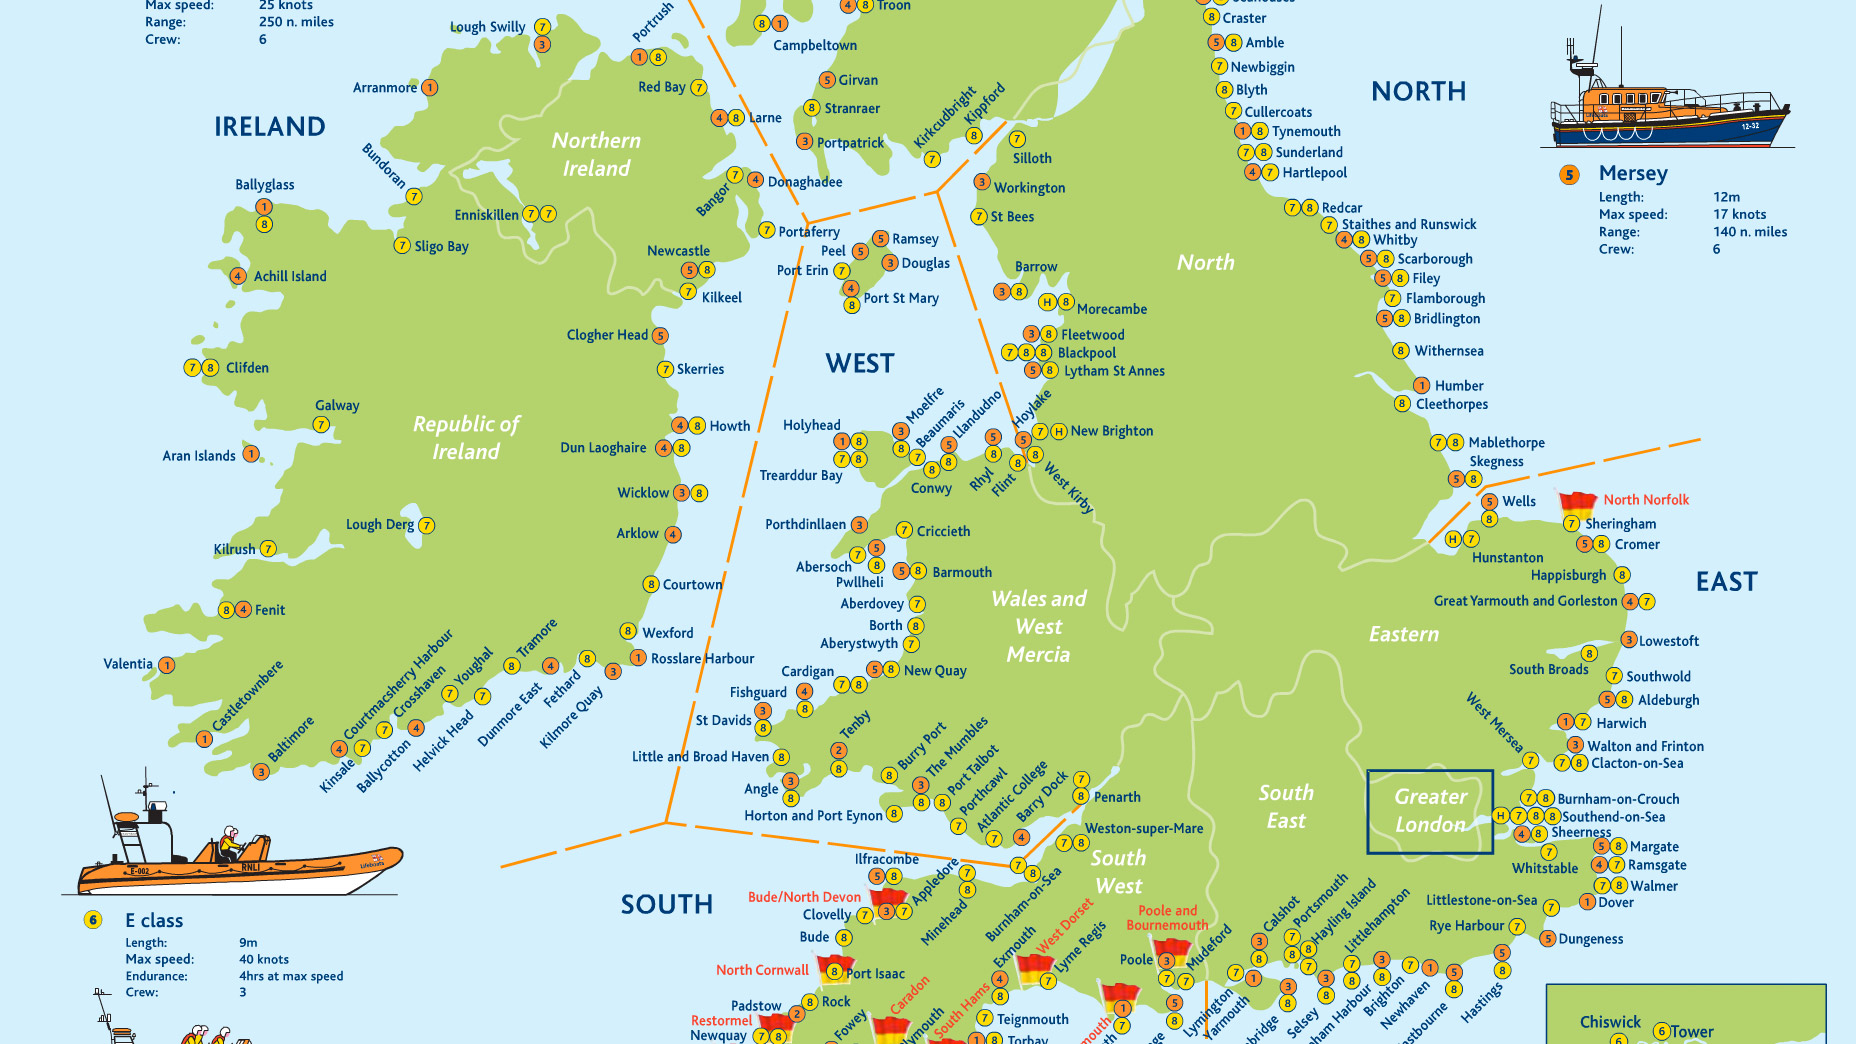 Max speed: 25 knots
Range: 250 n. miles
Crew: 6
Lough Swilly
7
3
Portrush
1 8
8 1
Campbeltown
4 8 Troon
8 Craster
5 8 Amble
7 Newbiggin
8 Blyth
7 Cullercoats
1 8 Tynemouth
7 8 Sunderland
4 7 Hartlepool
NORTH
12-32
5 Mersey
Length: 12m
Max speed: 17 knots
Range: 140 n. miles
Crew: 6
Arranmore 1
Red Bay 7
5 Girvan
8 Stranraer
3 Portpatrick
Kirkcudbright
7
Kippford
8
7
Silloth
IRELAND
Northern
Ireland
4 8 Larne
Bundoran
7
Bangor
7
4 Donaghadee
3 Workington
7 St Bees
Ballyglass
1
8
Enniskillen 7 7
7 Sligo Bay
7 Portaferry
Newcastle
5 8
7 Kilkeel
5 Ramsey
Peel 5
3 Douglas
Port Erin 7
4
8 Port St Mary
Barrow
3 8
H 8 Morecambe
North
7 8 Redcar
7 Staithes and Runswick
4 8 Whitby
5 8 Scarborough
5 8 Filey
7 Flamborough
5 8 Bridlington
8 Withernsea
1 Humber
8 Cleethorpes
4 Achill Island
Clogher Head 5
7 8 Clifden
7 Skerries
WEST
3 8 Fleetwood
7 8 8 Blackpool
5 8 Lytham St Annes
Galway
7
Republic of
Ireland
4 8 Howth
Dun Laoghaire 4 8
Aran Islands 1
Holyhead
1 8
7 8
Trearddur Bay
Moelfre
3
8
Beaumaris
7
8
Conwy
Llandudno
5
8
5
8
Rhyl
Flint
8
Hoylake
5
7 H New Brighton
8
West Kirby
7 8 Mablethorpe
Skegness
5 8
Wicklow 3 8
Lough Derg 7
Arklow 4
Kilrush 7
Porthdinllaen 3
7 Criccieth
7
Abersoch
5
8
Pwllheli
5 8 Barmouth
Aberdovey 7
Borth 8
Aberystwyth 7
5 Wells
8
North Norfolk
7 Sheringham
5 8 Cromer
H 7
Hunstanton
Happisburgh 8
EAST
Great Yarmouth and Gorleston 4 7
8 Courtown
8 4 Fenit
Wales and
West
Mercia
Eastern
3 Lowestoft
8
South Broads
7 Southwold
5 8 Aldeburgh
8 Wexford
1 Rosslare Harbour
Valentia 1
Castletownbere
1
Baltimore
3
Courtmacsherry Harbour
4
Kinsale
7
Crosshaven
7
Ballycotton
4
Youghal
7
Helvick Head
7
Tramore
8
Dunmore East
4
Fethard
8
Kilmore Quay
3
Cardigan
7 8
5 8 New Quay
Fishguard
4
8
St Davids
3
8
Little and Broad Haven 8
Angle
3
8
Tenby
2
8
Burry Port
8
Horton and Port Eynon 8
The Mumbles
3
8
Port Talbot
8
Porthcawl
7
Atlantic College
7
Barry Dock
4
7
8 Penarth
Weston-super-Mare
7 8
West Mersea
7
1 7 Harwich
3 Walton and Frinton
7 8 Clacton-on-Sea
South
East
Greater
London
7 8 Burnham-on-Crouch
H 7 8 8 Southend-on-Sea
4 8 Sheerness
7
Whitstable
5 8 Margate
4 7 Ramsgate
7 8 Walmer
1 Dover
E-002
RNLI
Lifeboats
6 E class
Length: 9m
Max speed: 40 knots
Endurance: 4hrs at max speed
Crew: 3
SOUTH
South
West
Ilfracombe
5 8
Bude/North Devon
Clovelly 7
3 7
Appledore
7
8
Minehead
7
8
Burnham-on-Sea
Bude 8
North Cornwall
8 Port Isaac
Padstow
2
8 Rock
Restormel
Newquay 7 8
Fowey
Caradon
South Hams
Exmouth
4
8
West Dorset
7
Lyme Regis
7 Teignmouth
1 8 Torbay
Poole and
Bournemouth
Poole 3
7 7
Mudeford
1
7
5
8
Lymington
7
Yarmouth
1
Calshot
3
8
Portsmouth
7
8
Hayling Island
8
7
3
8
Selsey
3
8
Littlehampton
7
8
3
8
Brighton
7
Newhaven
1
5
8
Hastings
5
8
Littlestone-on-Sea 7
Rye Harbour 7
5 Dungeness
Chiswick
6
6 Tower